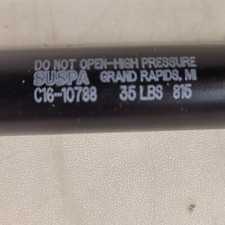 DO NOT OPEN-HIGH PRESSURE
SUSPA GRAND RAPIDS, MI
C16-10788 35 LBS 815